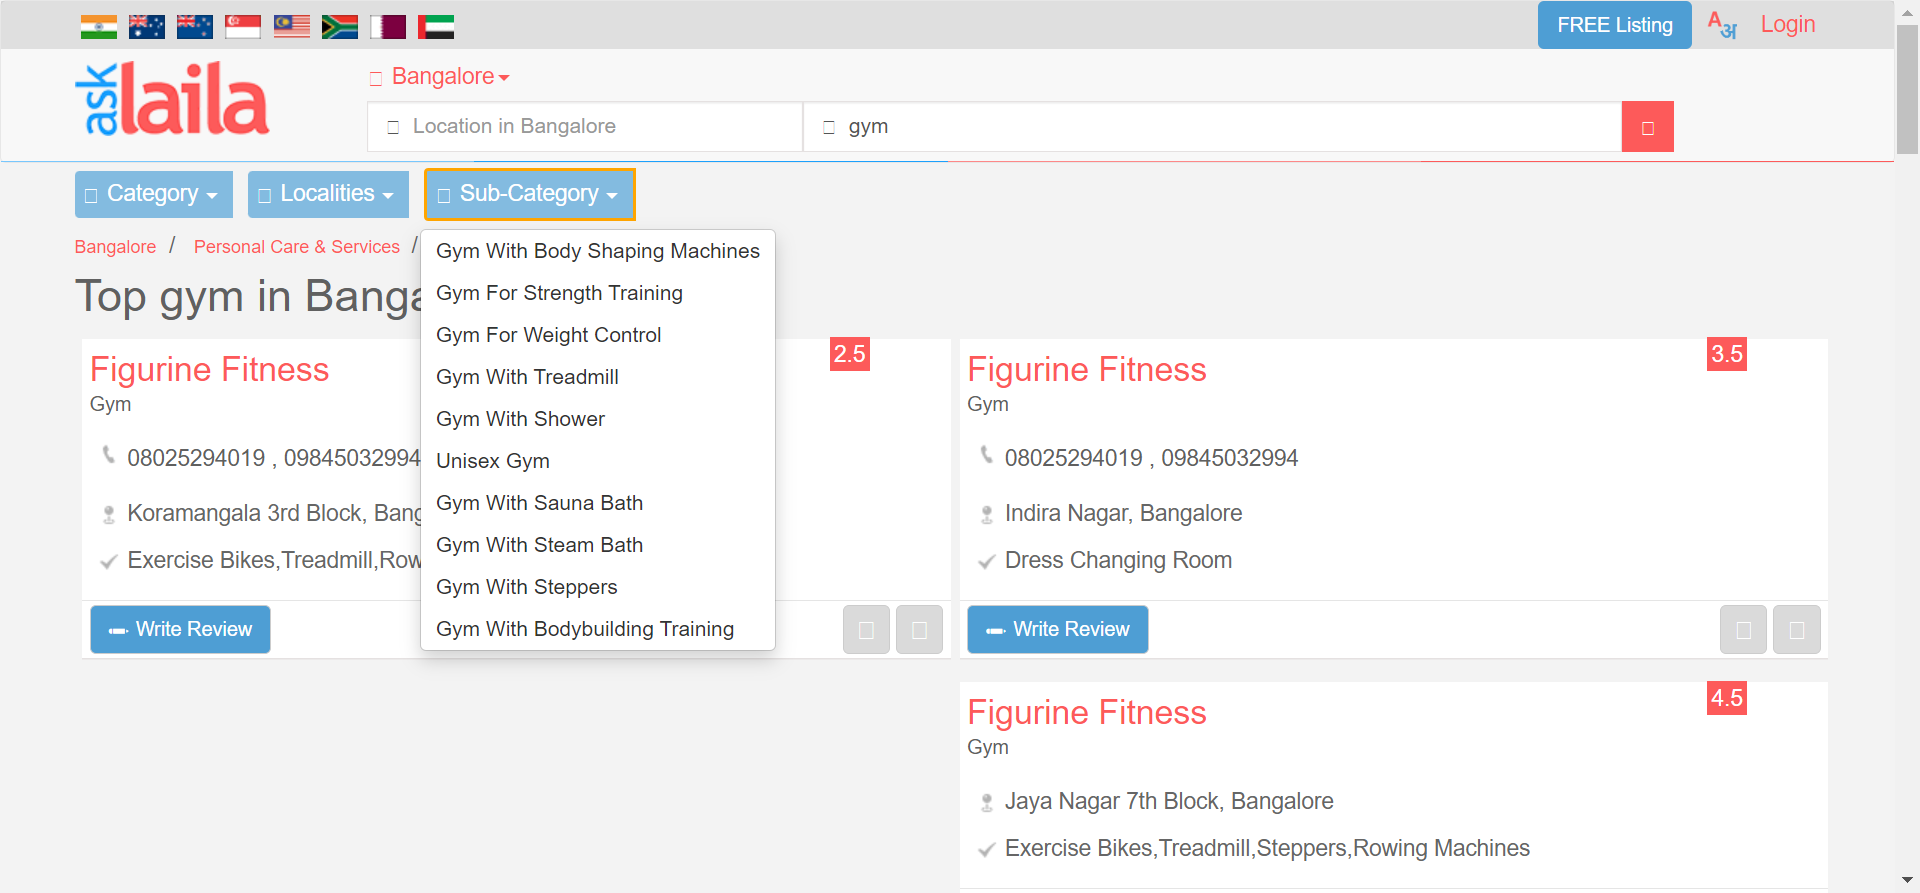 FREE Listing
Aअ
Login
ask laila
Bangalore
Location in Bangalore
gym
Category
Localities
Sub-Category
Bangalore / Personal Care & Services /
Gym With Body Shaping Machines
Gym For Strength Training
Gym For Weight Control
Gym With Treadmill
Gym With Shower
Unisex Gym
Gym With Sauna Bath
Gym With Steam Bath
Gym With Steppers
Gym With Bodybuilding Training
Top gym in Banga
Figurine Fitness
2.5
Gym
08025294019 , 09845032994
Koramangala 3rd Block, Bang
Exercise Bikes,Treadmill,Row
Write Review
Figurine Fitness
3.5
Gym
08025294019 , 09845032994
Indira Nagar, Bangalore
Dress Changing Room
Write Review
Figurine Fitness
4.5
Gym
Jaya Nagar 7th Block, Bangalore
Exercise Bikes,Treadmill,Steppers,Rowing Machines